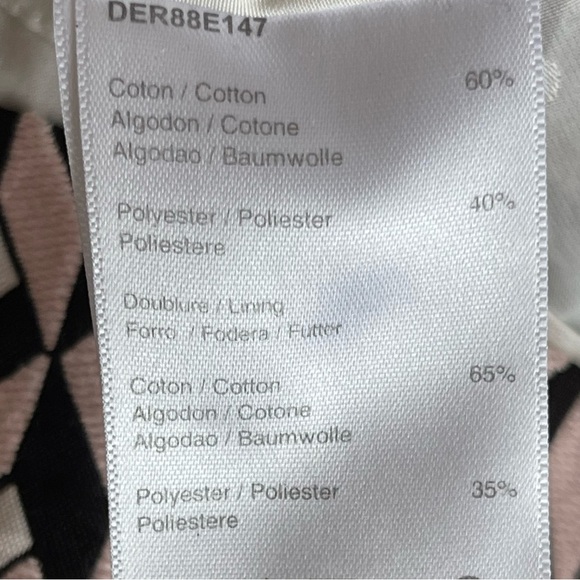 DER88E147
Coton / Cotton 60%
Algodon / Cotone
Algodao / Baumwolle
Polyester / Poliester 40%
Poliestere
Doublure / Lining
Forro / Fodera / Futter
Coton / Cotton 65%
Algodon / Cotone
Algodao / Baumwolle
Polyester / Poliester 35%
Poliestere